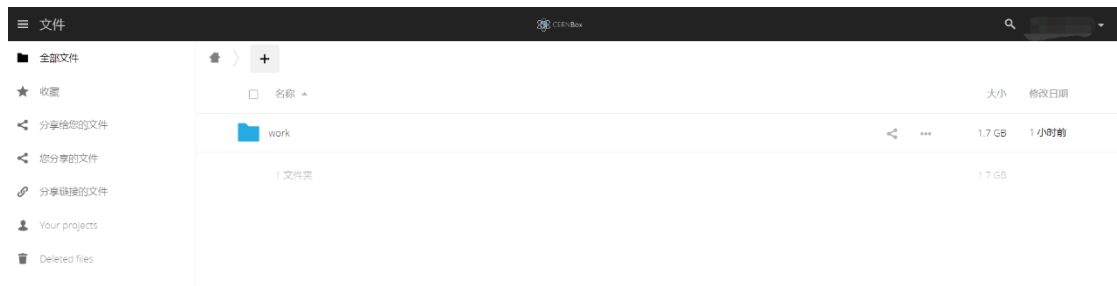 文件
CERNBox
全部文件
收藏
分享给您的文件
您分享的文件
分享链接的文件
Your projects
Deleted files
+
名称
大小 修改日期
work 1.7 GB 1 小时前
1 文件夹 1.7 GB